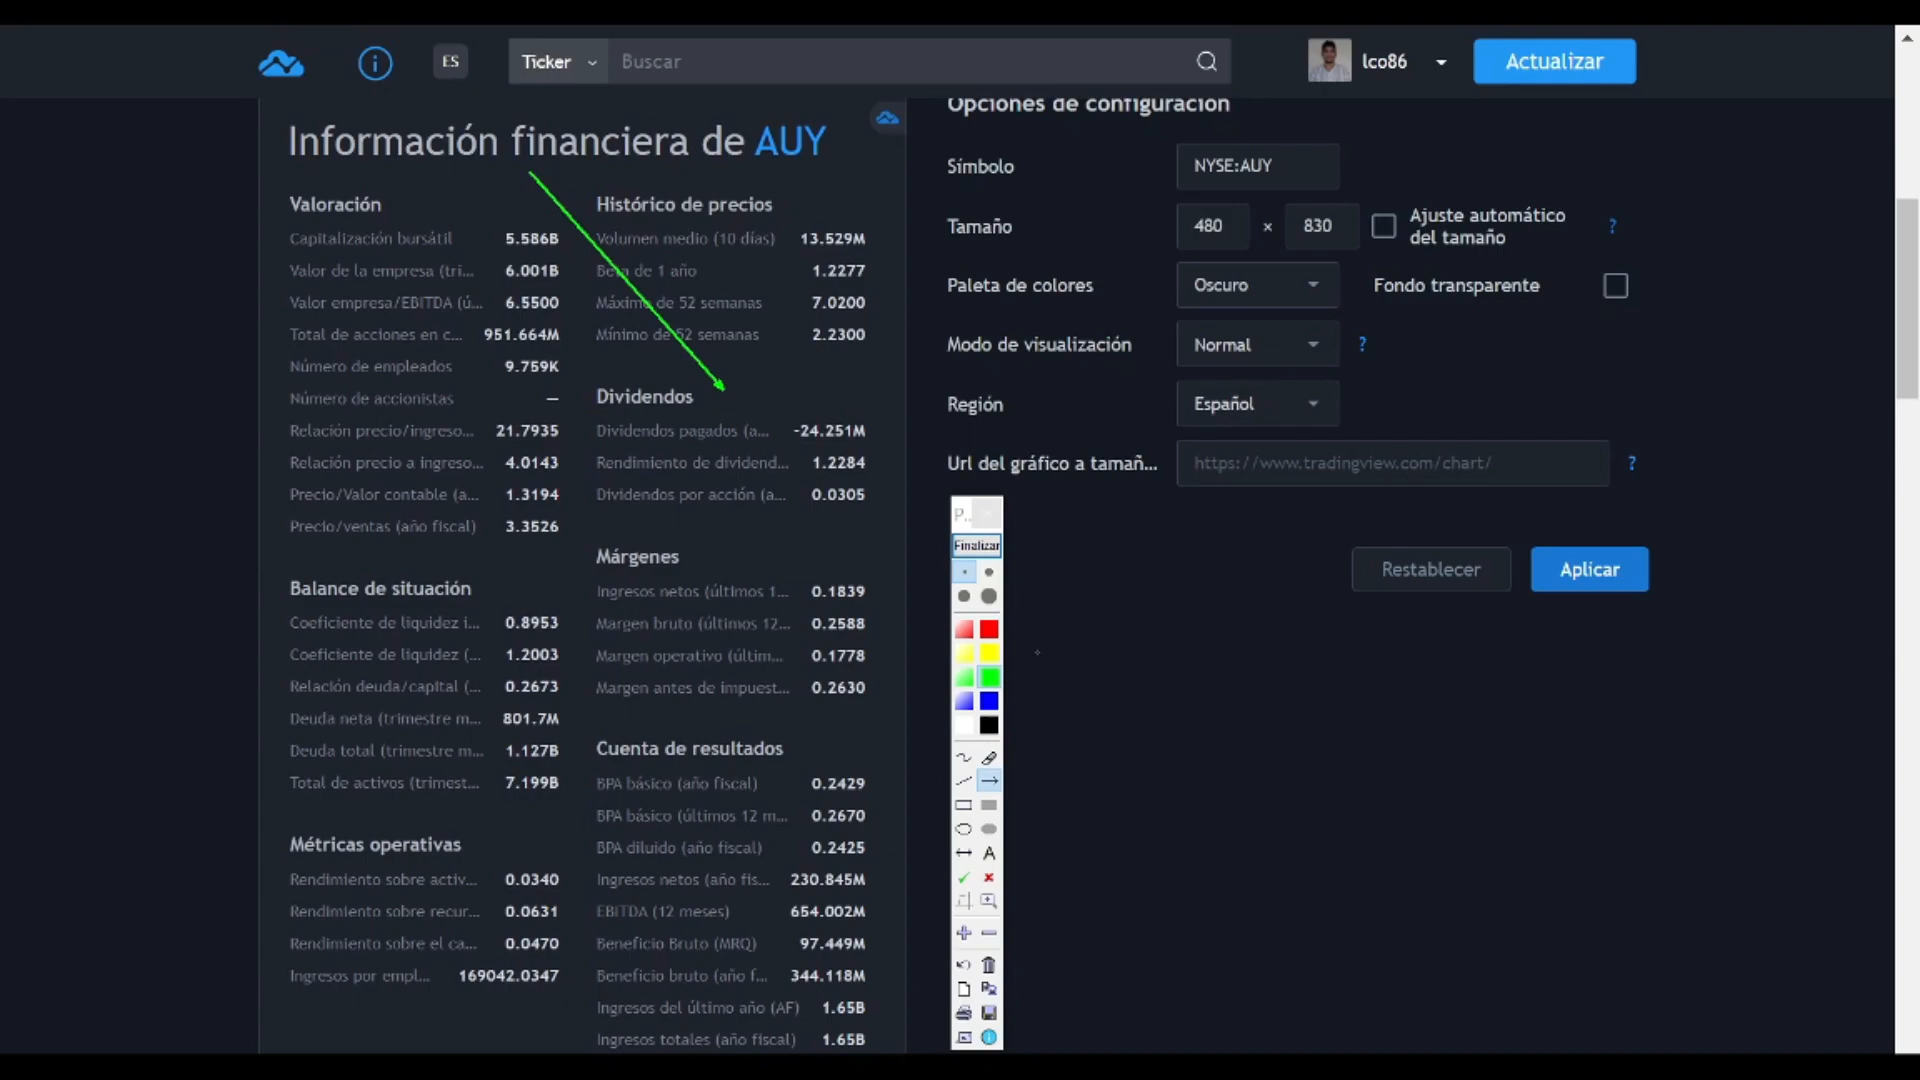 ES
Ticker
Buscar
lco86
Actualizar
Información financiera de AUY
Valoración
Capitalización bursátil 5.586B
Valor de la empresa (tri... 6.001B
Valor empresa/EBITDA (ú... 6.5500
Total de acciones en c... 951.664M
Número de empleados 9.759K
Número de accionistas —
Relación precio/ingreso... 21.7935
Relación precio a ingreso... 4.0143
Precio/Valor contable (a... 1.3194
Precio/ventas (año fiscal) 3.3526
Balance de situación
Coeficiente de liquidez i... 0.8953
Coeficiente de liquidez (... 1.2003
Relación deuda/capital (... 0.2673
Deuda neta (trimestre m... 801.7M
Deuda total (trimestre m... 1.127B
Total de activos (trimest... 7.199B
Métricas operativas
Rendimiento sobre activ... 0.0340
Rendimiento sobre recur... 0.0631
Rendimiento sobre el ca... 0.0470
Ingresos por empl... 169042.0347
Histórico de precios
Volumen medio (10 días) 13.529M
Beta de 1 año 1.2277
Máximo de 52 semanas 7.0200
Mínimo de 52 semanas 2.2300
Dividendos
Dividendos pagados (a... -24.251M
Rendimiento de dividend... 1.2284
Dividendos por acción (a... 0.0305
Márgenes
Ingresos netos (últimos 1... 0.1839
Margen bruto (últimos 12... 0.2588
Margen operativo (últim... 0.1778
Margen antes de impuest... 0.2630
Cuenta de resultados
BPA básico (año fiscal) 0.2429
BPA básico (últimos 12 m... 0.2670
BPA diluido (año fiscal) 0.2425
Ingresos netos (año fis... 230.845M
EBITDA (12 meses) 654.002M
Beneficio Bruto (MRQ) 97.449M
Beneficio bruto (año f... 344.118M
Ingresos del último año (AF) 1.65B
Ingresos totales (año fiscal) 1.65B
Opciones de configuración
Símbolo NYSE:AUY
Tamaño 480 × 830 Ajuste automático
del tamaño ?
Paleta de colores Oscuro Fondo transparente
Modo de visualización Normal ?
Región Español
Url del gráfico a tamañ... https://www.tradingview.com/chart/ ?
Restablecer Aplicar
P..
Finalizar
A